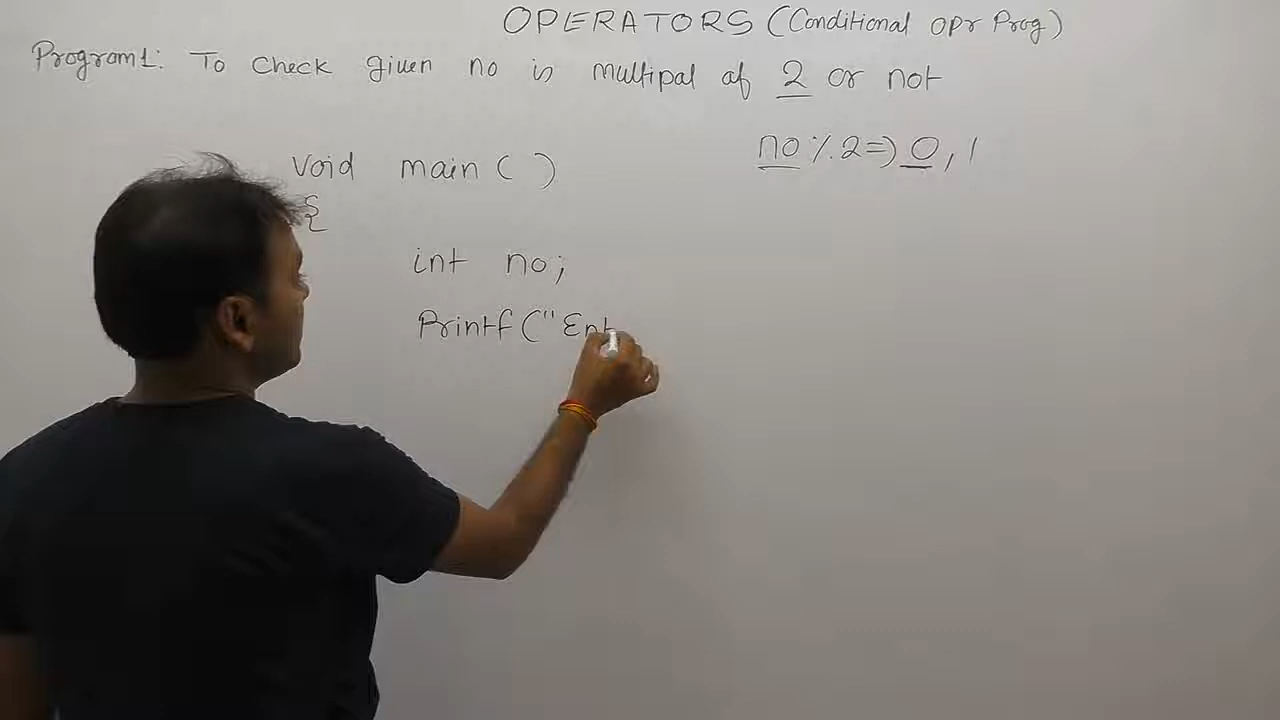 OPERATORS (Conditional opr Prog)
Program1: To check given no is multipal of 2 or not
no % 2 => 0, 1
void main ( )
{
int no;
Printf ("Ent